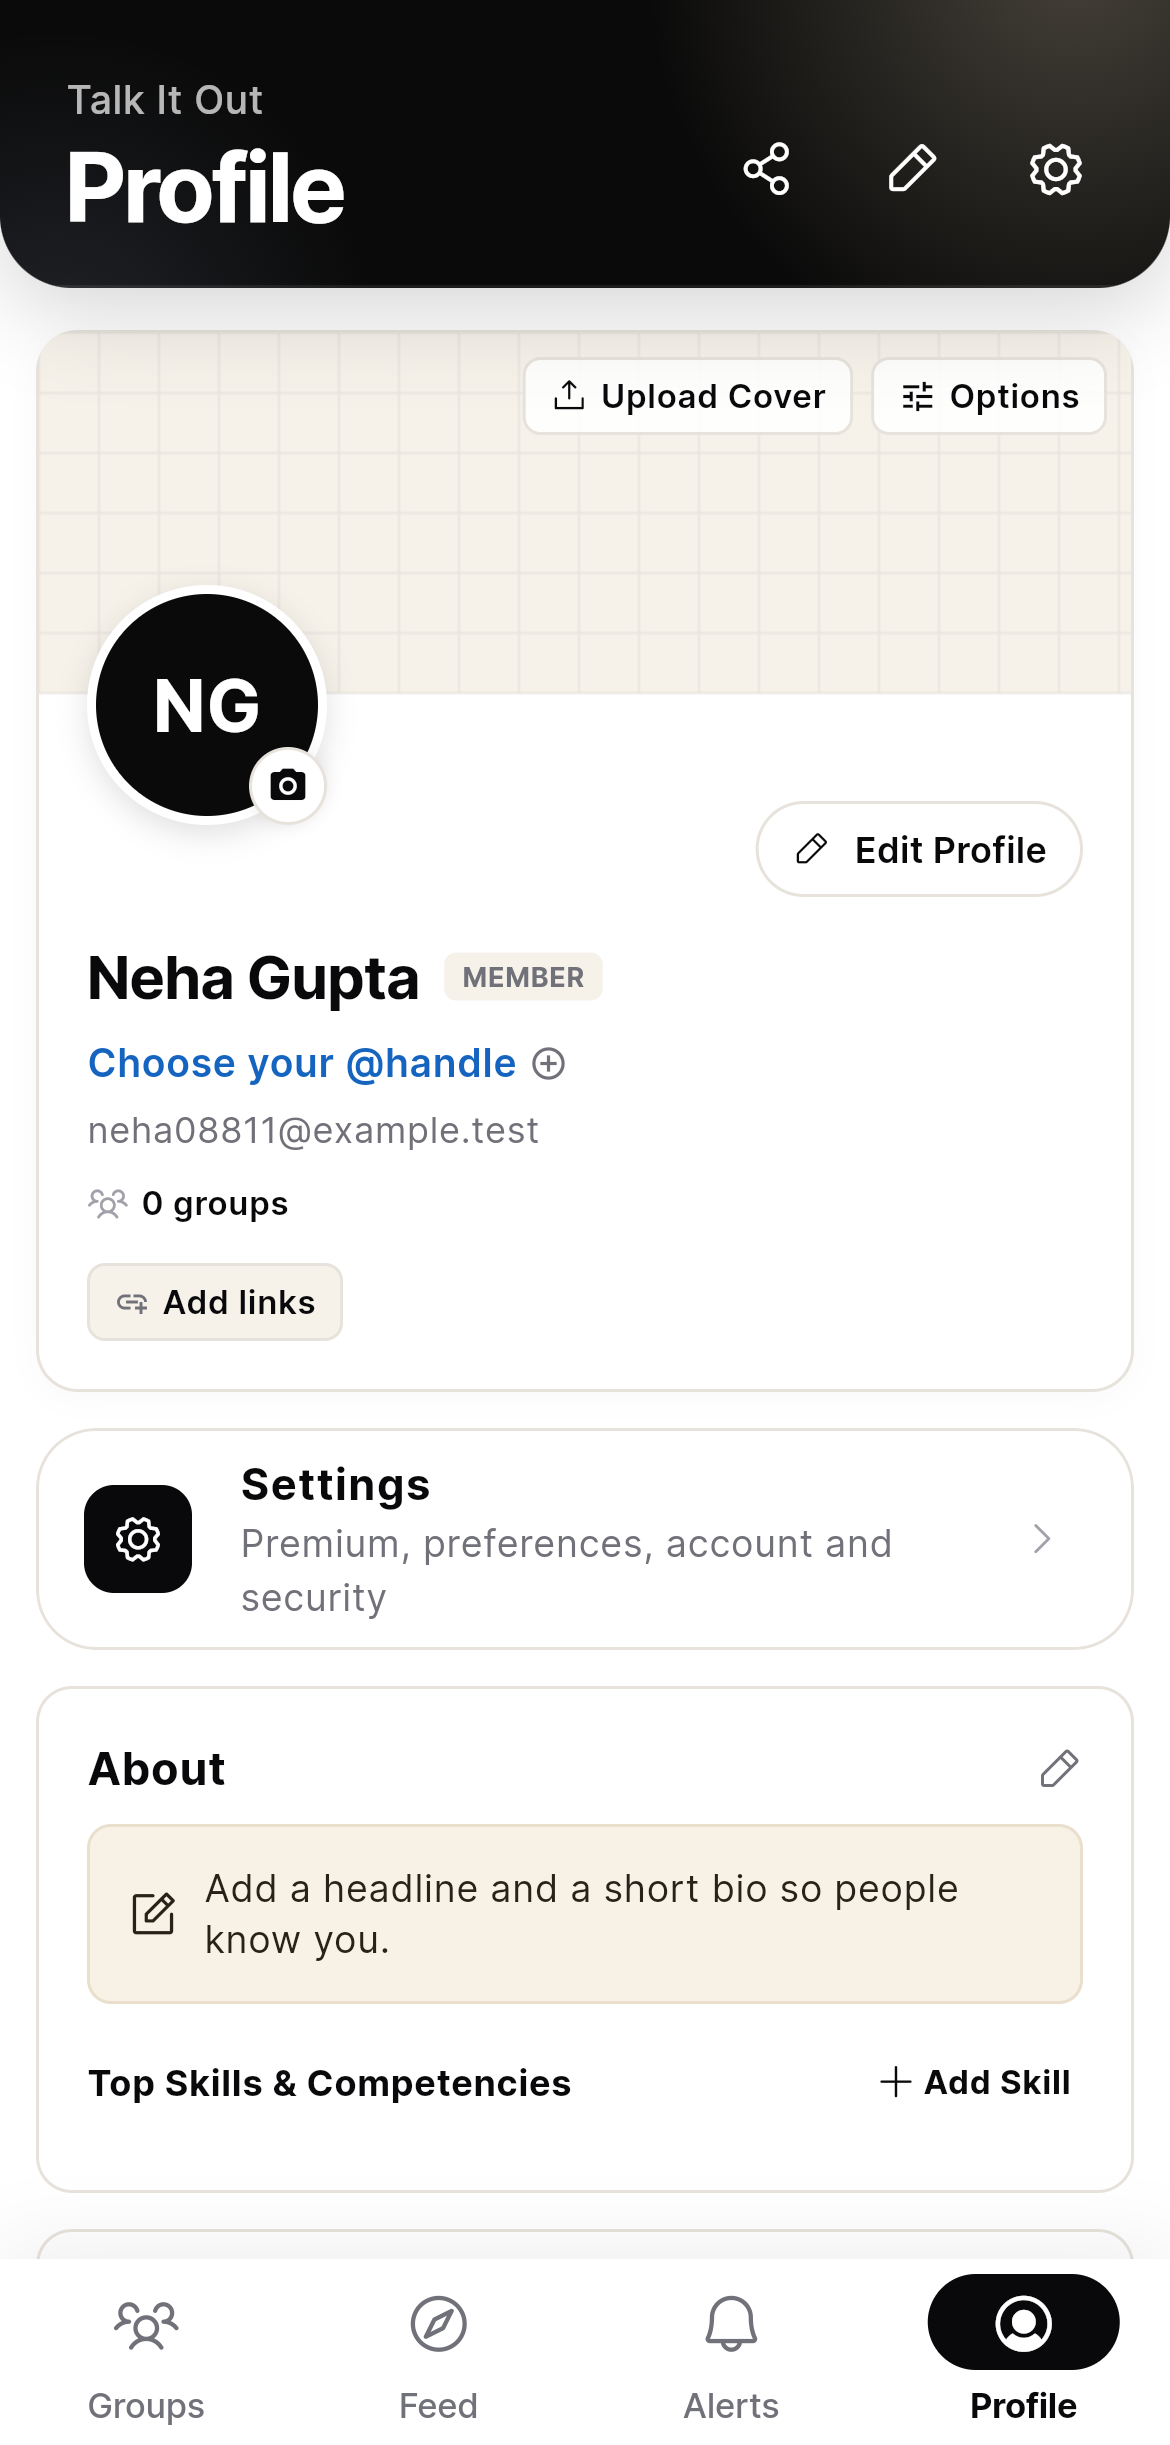 Talk It Out
Profile
Upload Cover
Options
NG
Edit Profile
Neha Gupta
MEMBER
Choose your @handle
neha08811@example.test
0 groups
Add links
Settings
Premium, preferences, account and
security
About
Add a headline and a short bio so people
know you.
Top Skills & Competencies
Add Skill
Groups
Feed
Alerts
Profile